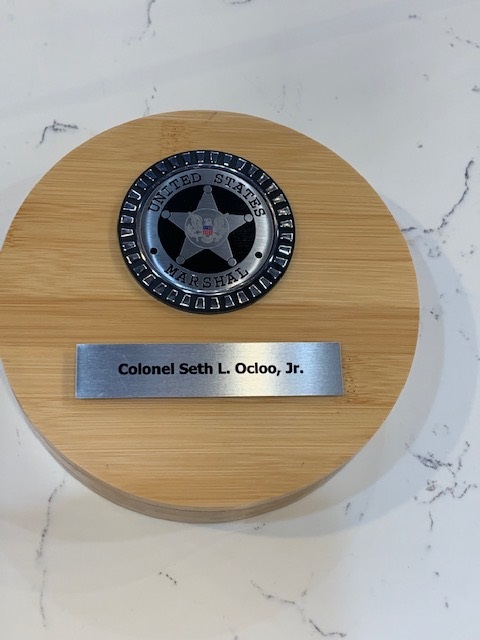 UNITED STATES
MARSHAL
Colonel Seth L. Ocloo, Jr.